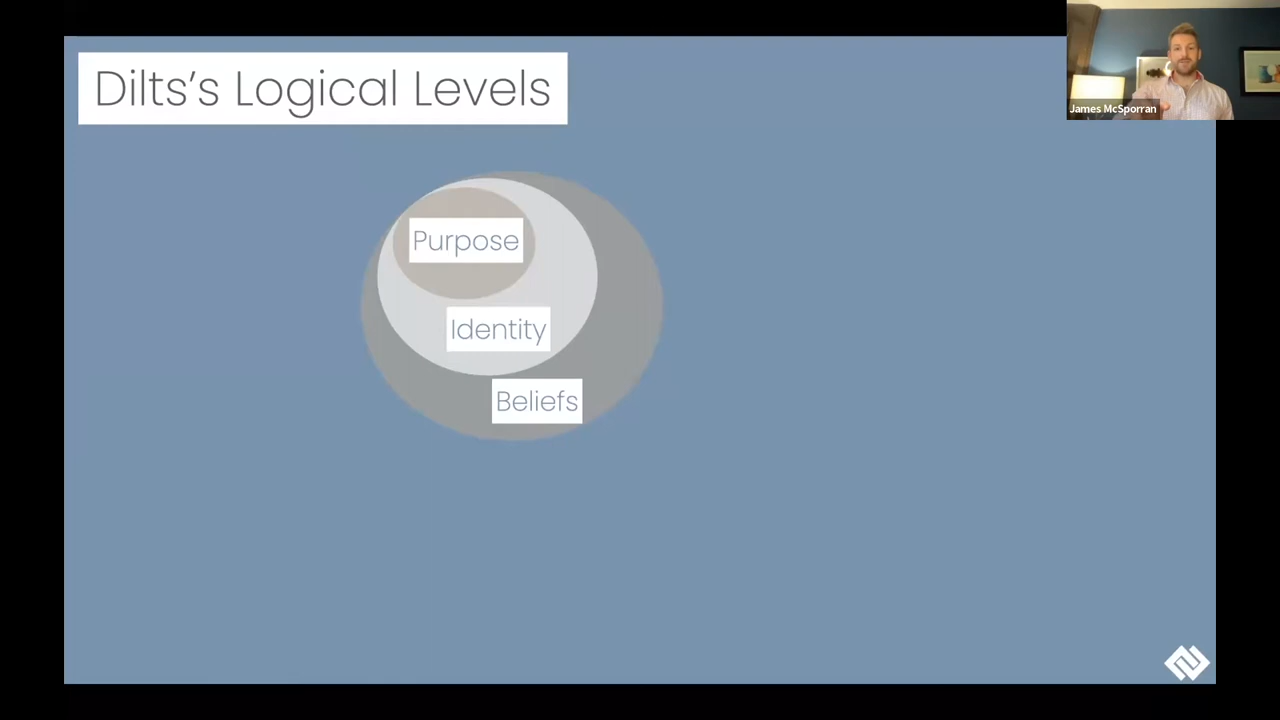 Dilts's Logical Levels
James McSporran
Purpose
Identity
Beliefs